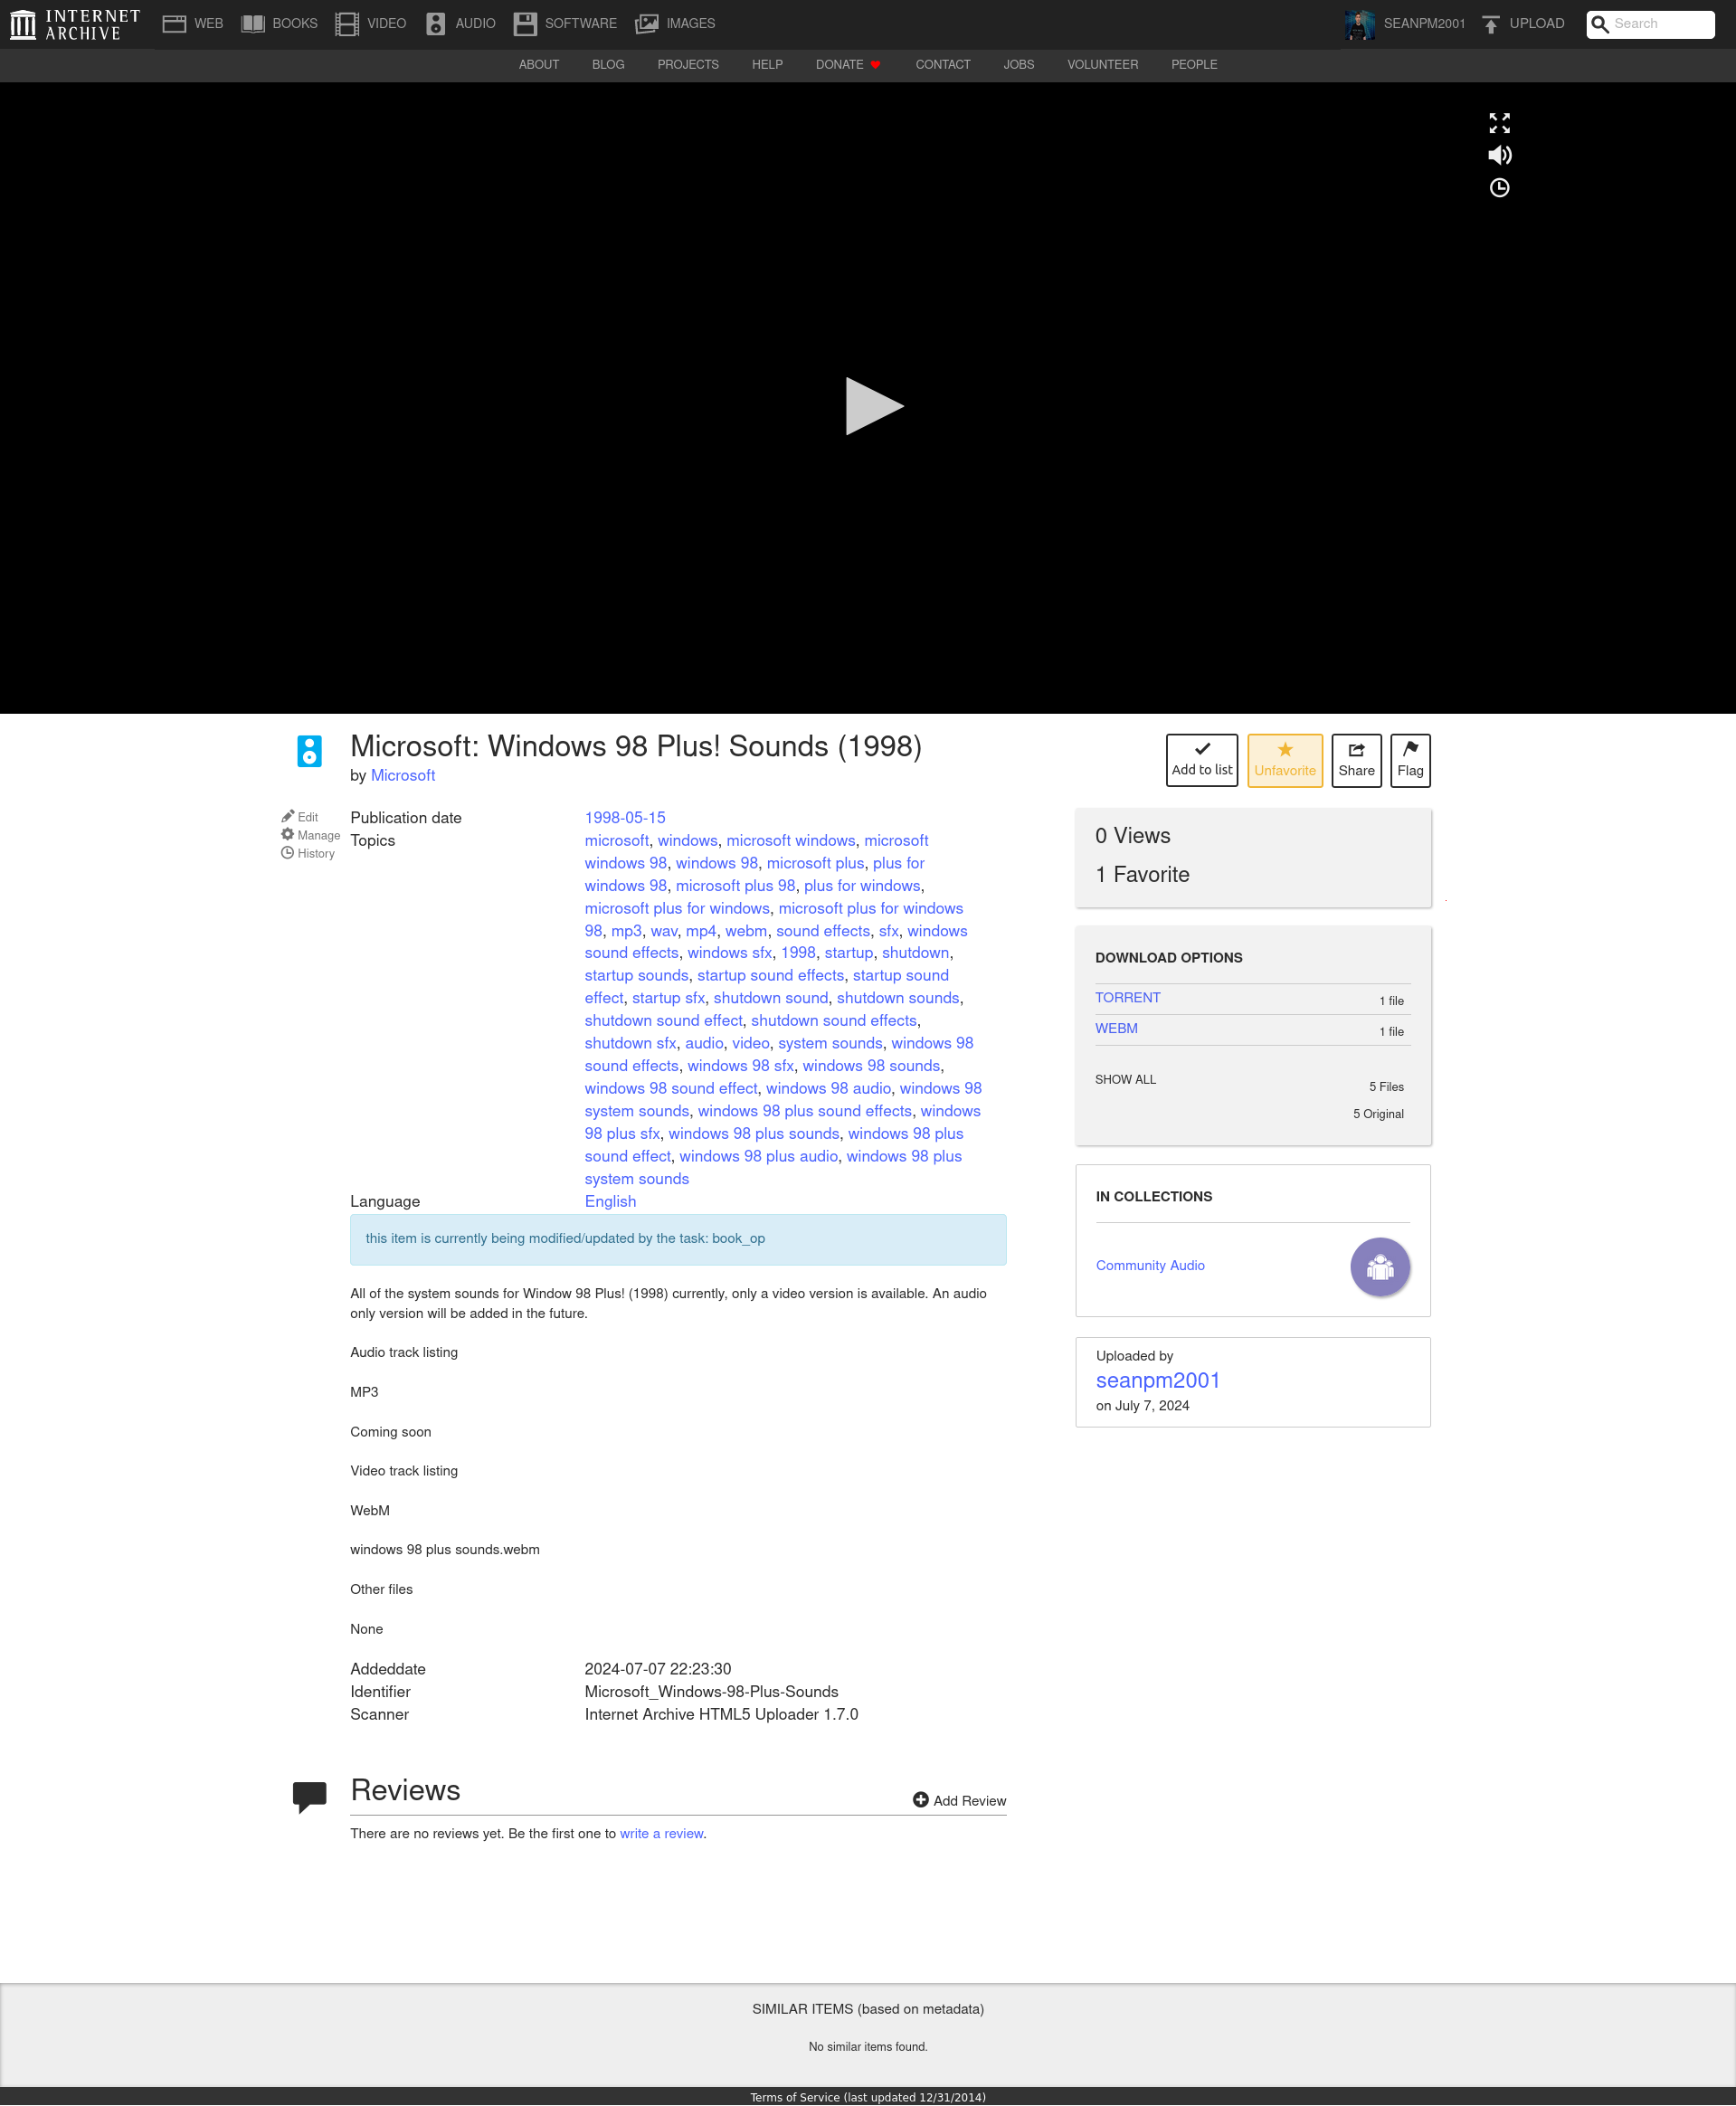 INTERNET ARCHIVE
WEB BOOKS VIDEO AUDIO SOFTWARE IMAGES SEANPM2001 UPLOAD Search
ABOUT BLOG PROJECTS HELP DONATE CONTACT JOBS VOLUNTEER PEOPLE
Microsoft: Windows 98 Plus! Sounds (1998)
by Microsoft
Add to list
Unfavorite
Share
Flag
Edit
Manage
History
Publication date 1998-05-15
Topics microsoft, windows, microsoft windows, microsoft
windows 98, windows 98, microsoft plus, plus for
windows 98, microsoft plus 98, plus for windows,
microsoft plus for windows, microsoft plus for windows
98, mp3, wav, mp4, webm, sound effects, sfx, windows
sound effects, windows sfx, 1998, startup, shutdown,
startup sounds, startup sound effects, startup sound
effect, startup sfx, shutdown sound, shutdown sounds,
shutdown sound effect, shutdown sound effects,
shutdown sfx, audio, video, system sounds, windows 98
sound effects, windows 98 sfx, windows 98 sounds,
windows 98 sound effect, windows 98 audio, windows 98
system sounds, windows 98 plus sound effects, windows
98 plus sfx, windows 98 plus sounds, windows 98 plus
sound effect, windows 98 plus audio, windows 98 plus
system sounds
Language English
this item is currently being modified/updated by the task: book_op
All of the system sounds for Window 98 Plus! (1998) currently, only a video version is available. An audio
only version will be added in the future.
Audio track listing
MP3
Coming soon
Video track listing
WebM
windows 98 plus sounds.webm
Other files
None
Addeddate 2024-07-07 22:23:30
Identifier Microsoft_Windows-98-Plus-Sounds
Scanner Internet Archive HTML5 Uploader 1.7.0
0 Views
1 Favorite
DOWNLOAD OPTIONS
TORRENT 1 file
WEBM 1 file
SHOW ALL 5 Files
5 Original
IN COLLECTIONS
Community Audio
Uploaded by
seanpm2001
on July 7, 2024
Reviews
Add Review
There are no reviews yet. Be the first one to write a review.
SIMILAR ITEMS (based on metadata)
No similar items found.
Terms of Service (last updated 12/31/2014)